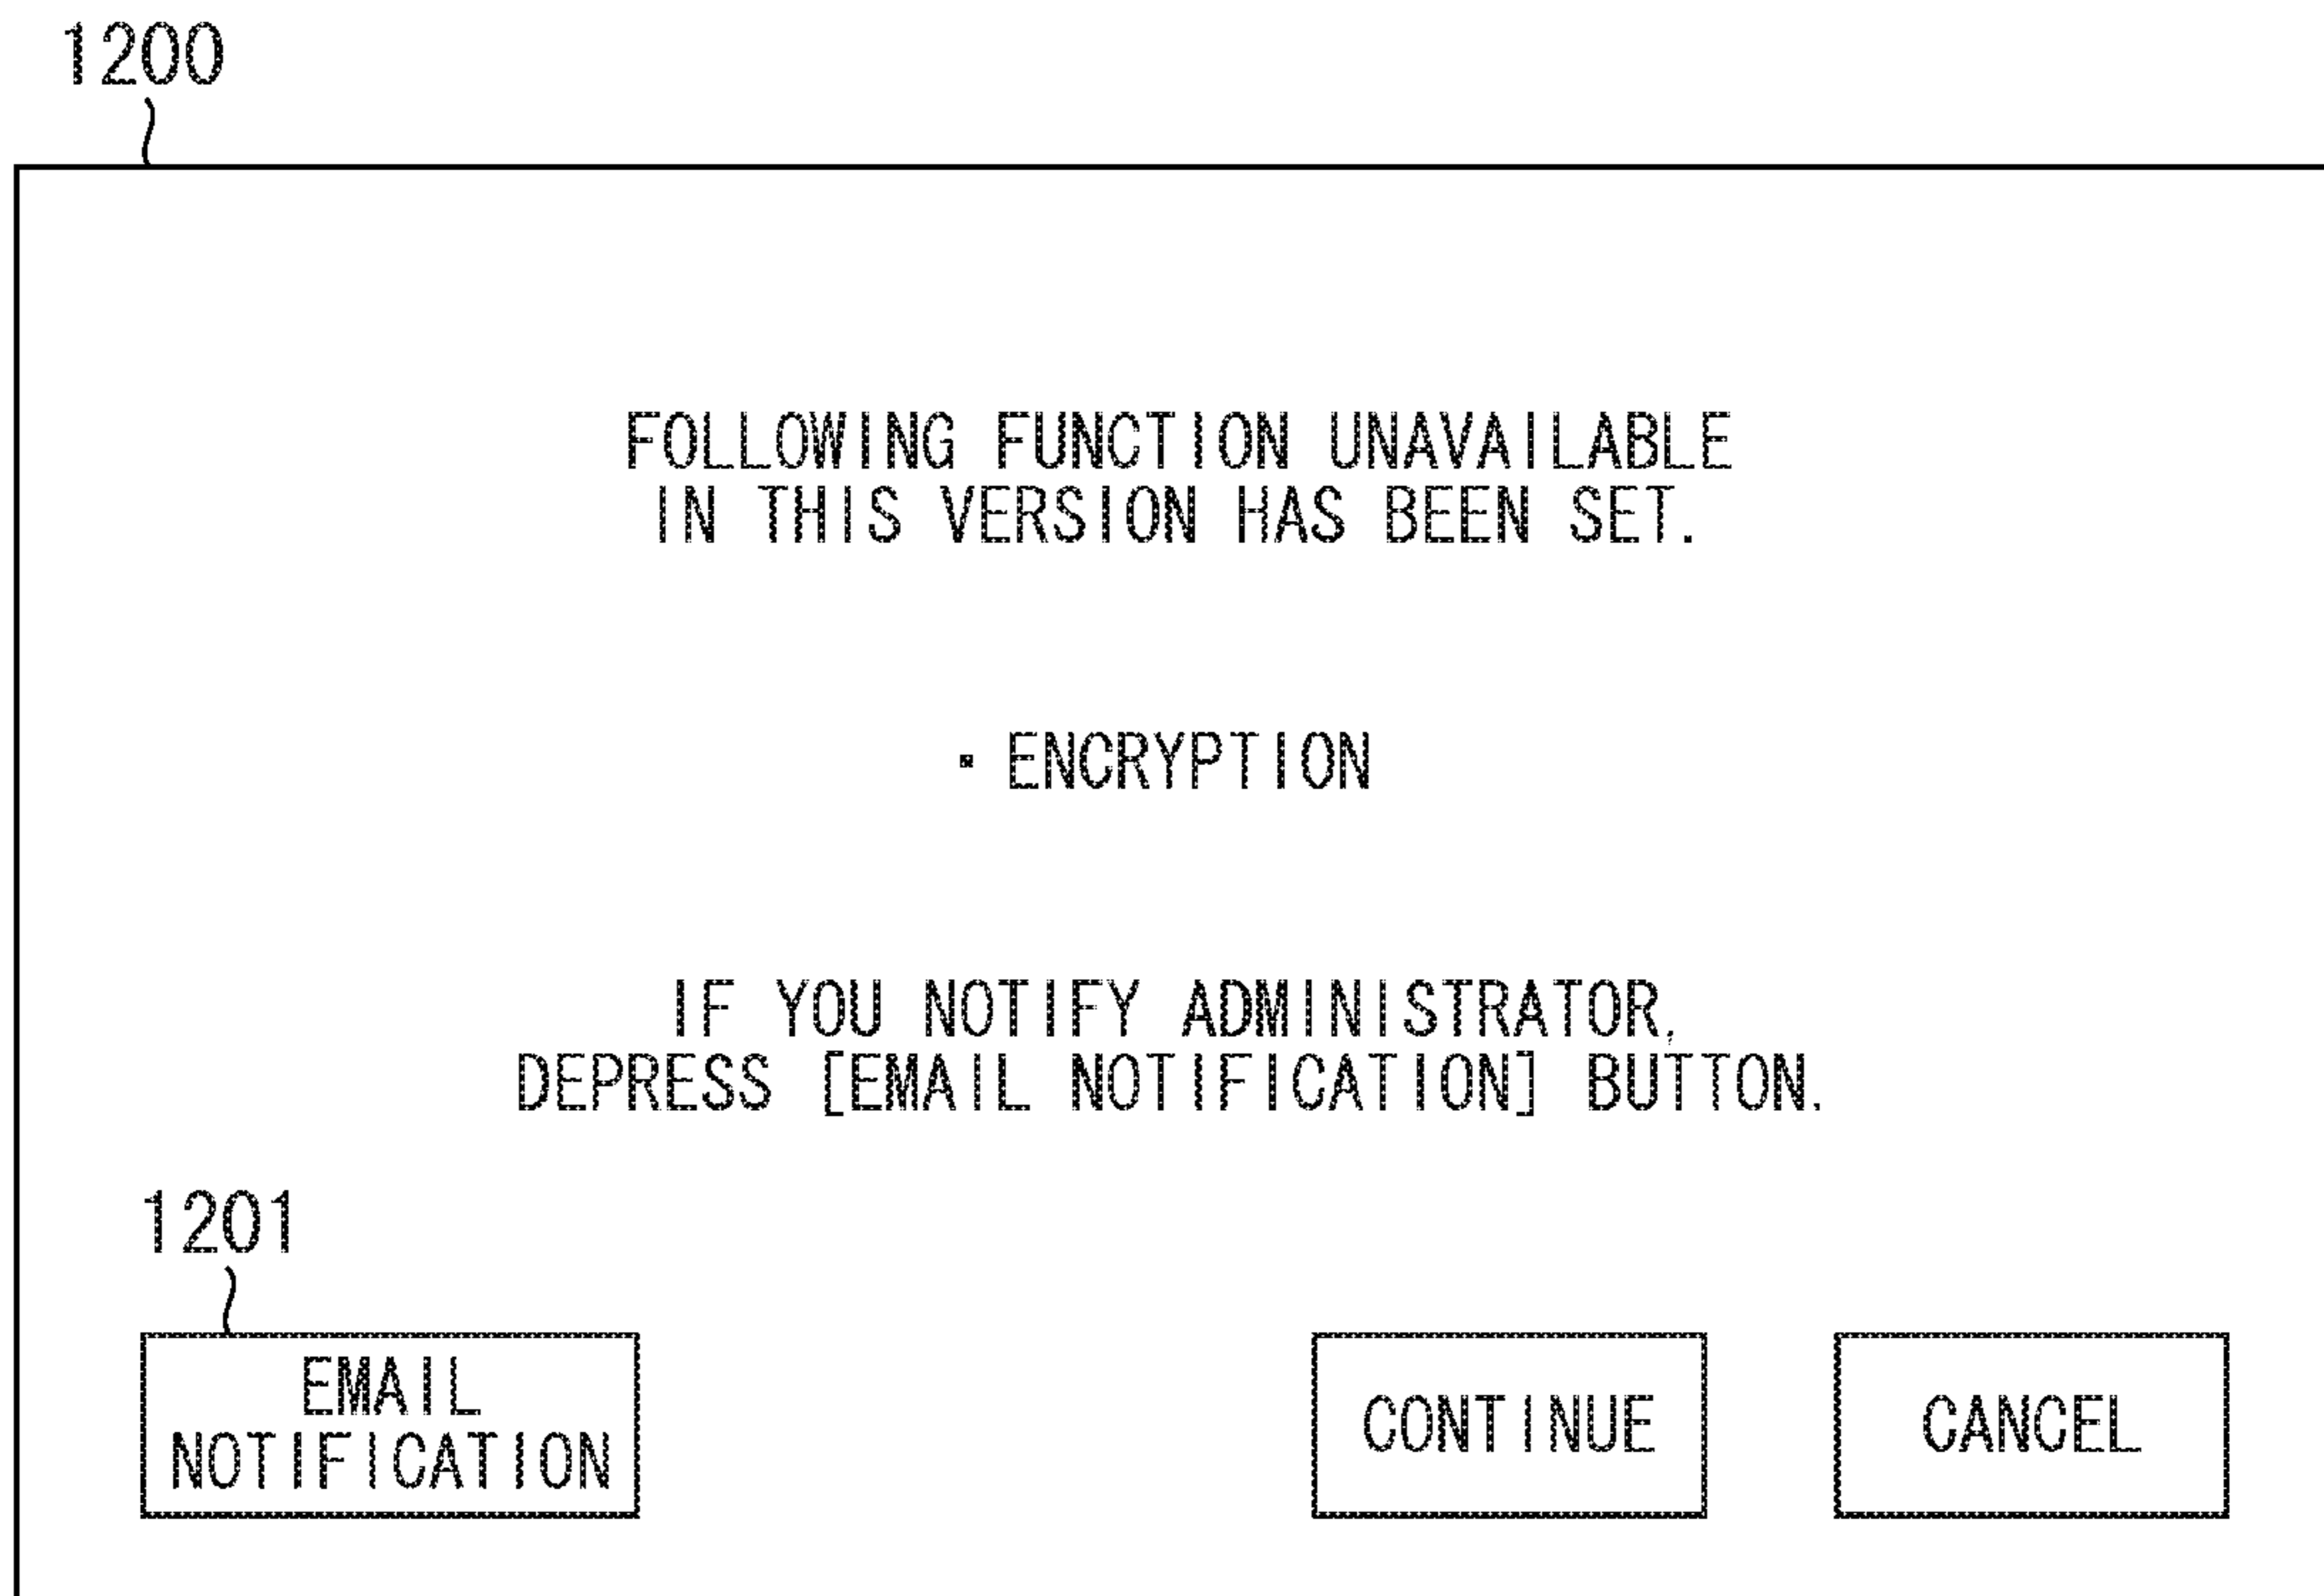 1200
FOLLOWING FUNCTION UNAVAILABLE
IN THIS VERSION HAS BEEN SET.
▪ ENCRYPTION
IF YOU NOTIFY ADMINISTRATOR,
DEPRESS [EMAIL NOTIFICATION] BUTTON.
1201
EMAIL
NOTIFICATION
CONTINUE
CANCEL